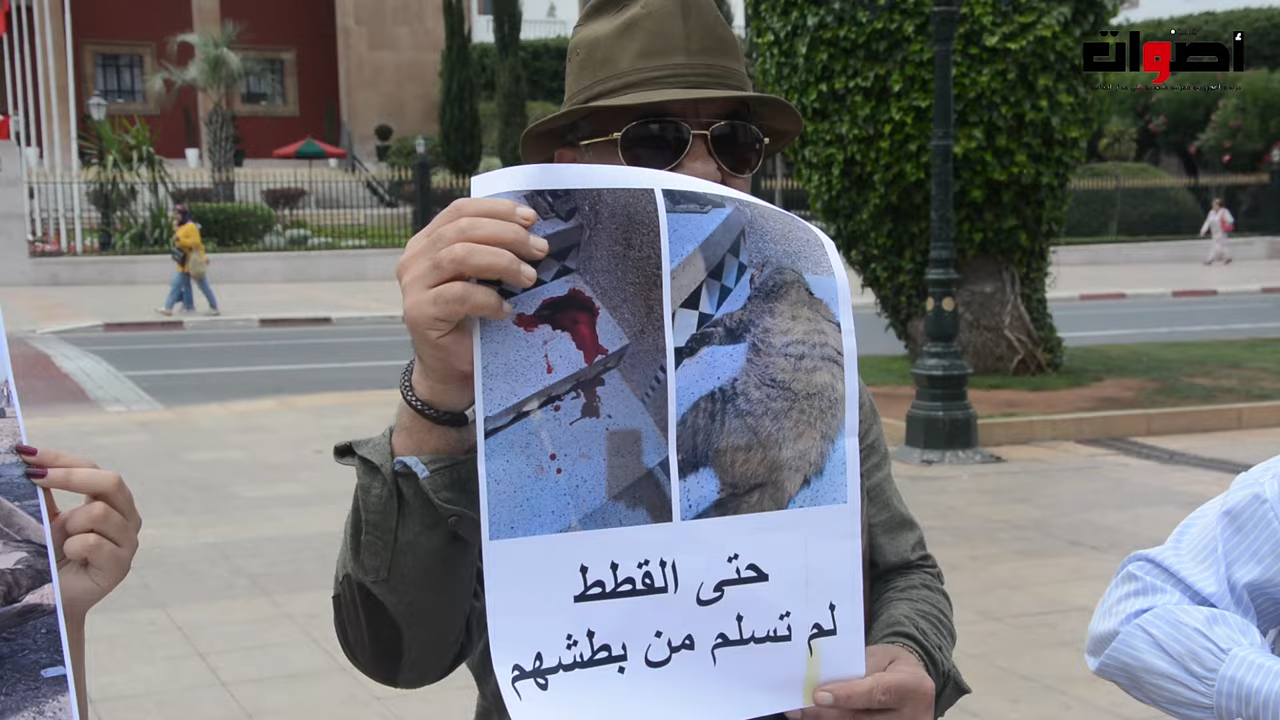 أصوات
حتى القطط
لم تسلم من بطشهم